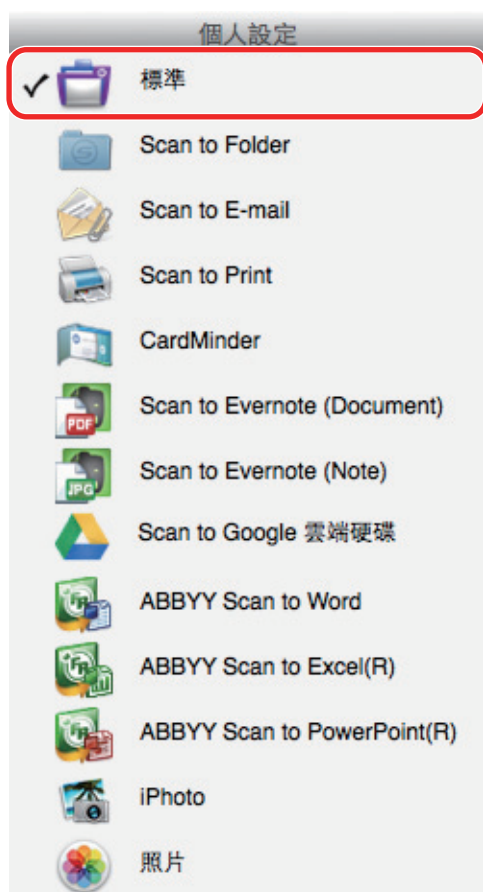 個人設定
標準
Scan to Folder
Scan to E-mail
Scan to Print
CardMinder
PDF
Scan to Evernote (Document)
JPG
Scan to Evernote (Note)
Scan to Google 雲端硬碟
ABBYY Scan to Word
ABBYY Scan to Excel(R)
ABBYY Scan to PowerPoint(R)
iPhoto
照片